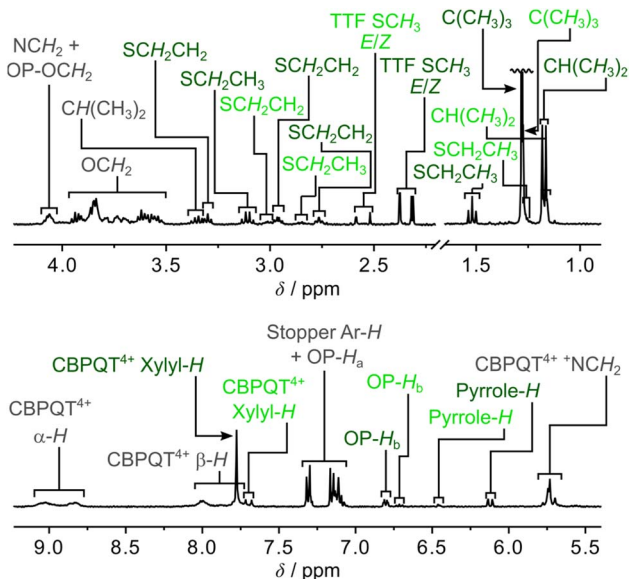 TTF SCH3
E/Z
C(CH3)3
C(CH3)3
NCH2 +
OP-OCH2
SCH2CH2
SCH2CH3
SCH2CH2
SCH2CH2
TTF SCH3
E/Z
CH(CH3)2
CH(CH3)2
SCH2CH2
CH(CH3)2
OCH2
SCH2CH3
SCH2CH3
SCH2CH3
4.0 3.5 3.0 2.5 1.5 1.0
δ / ppm
δ / ppm
Stopper Ar-H
+ OP-Ha
CBPQT4+ Xylyl-H
CBPQT4+
Xylyl-H
OP-Hb
CBPQT4+ +NCH2
CBPQT4+
α-H
Pyrrole-H
Pyrrole-H
CBPQT4+ β-H
OP-Hb
9.0 8.5 8.0 7.5 7.0 6.5 6.0 5.5
δ / ppm